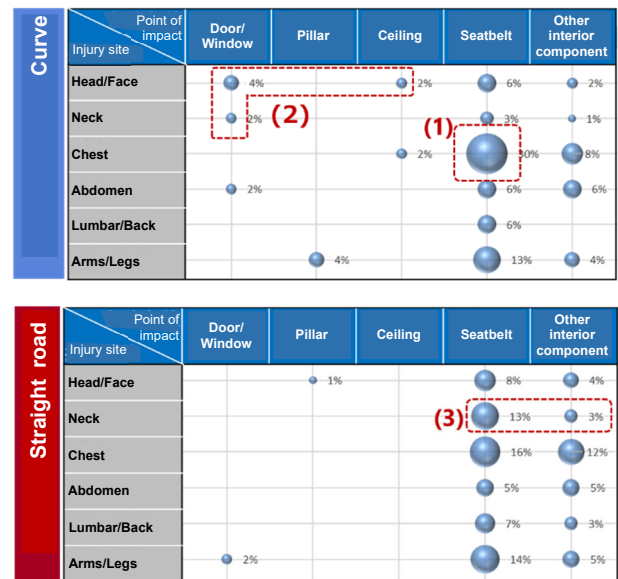 Curve
Point of
impact
Injury site
Door/
Window
Pillar
Ceiling
Seatbelt
Other
interior
component
Head/Face
4%
2%
6%
2%
Neck
2%
(2)
3%
1%
(1)
Chest
2%
30%
8%
Abdomen
2%
6%
6%
Lumbar/Back
6%
Arms/Legs
4%
13%
4%
Straight road
Point of
impact
Injury site
Door/
Window
Pillar
Ceiling
Seatbelt
Other
interior
component
Head/Face
1%
8%
4%
Neck
(3)
13%
3%
Chest
16%
12%
Abdomen
5%
5%
Lumbar/Back
7%
3%
Arms/Legs
2%
14%
5%